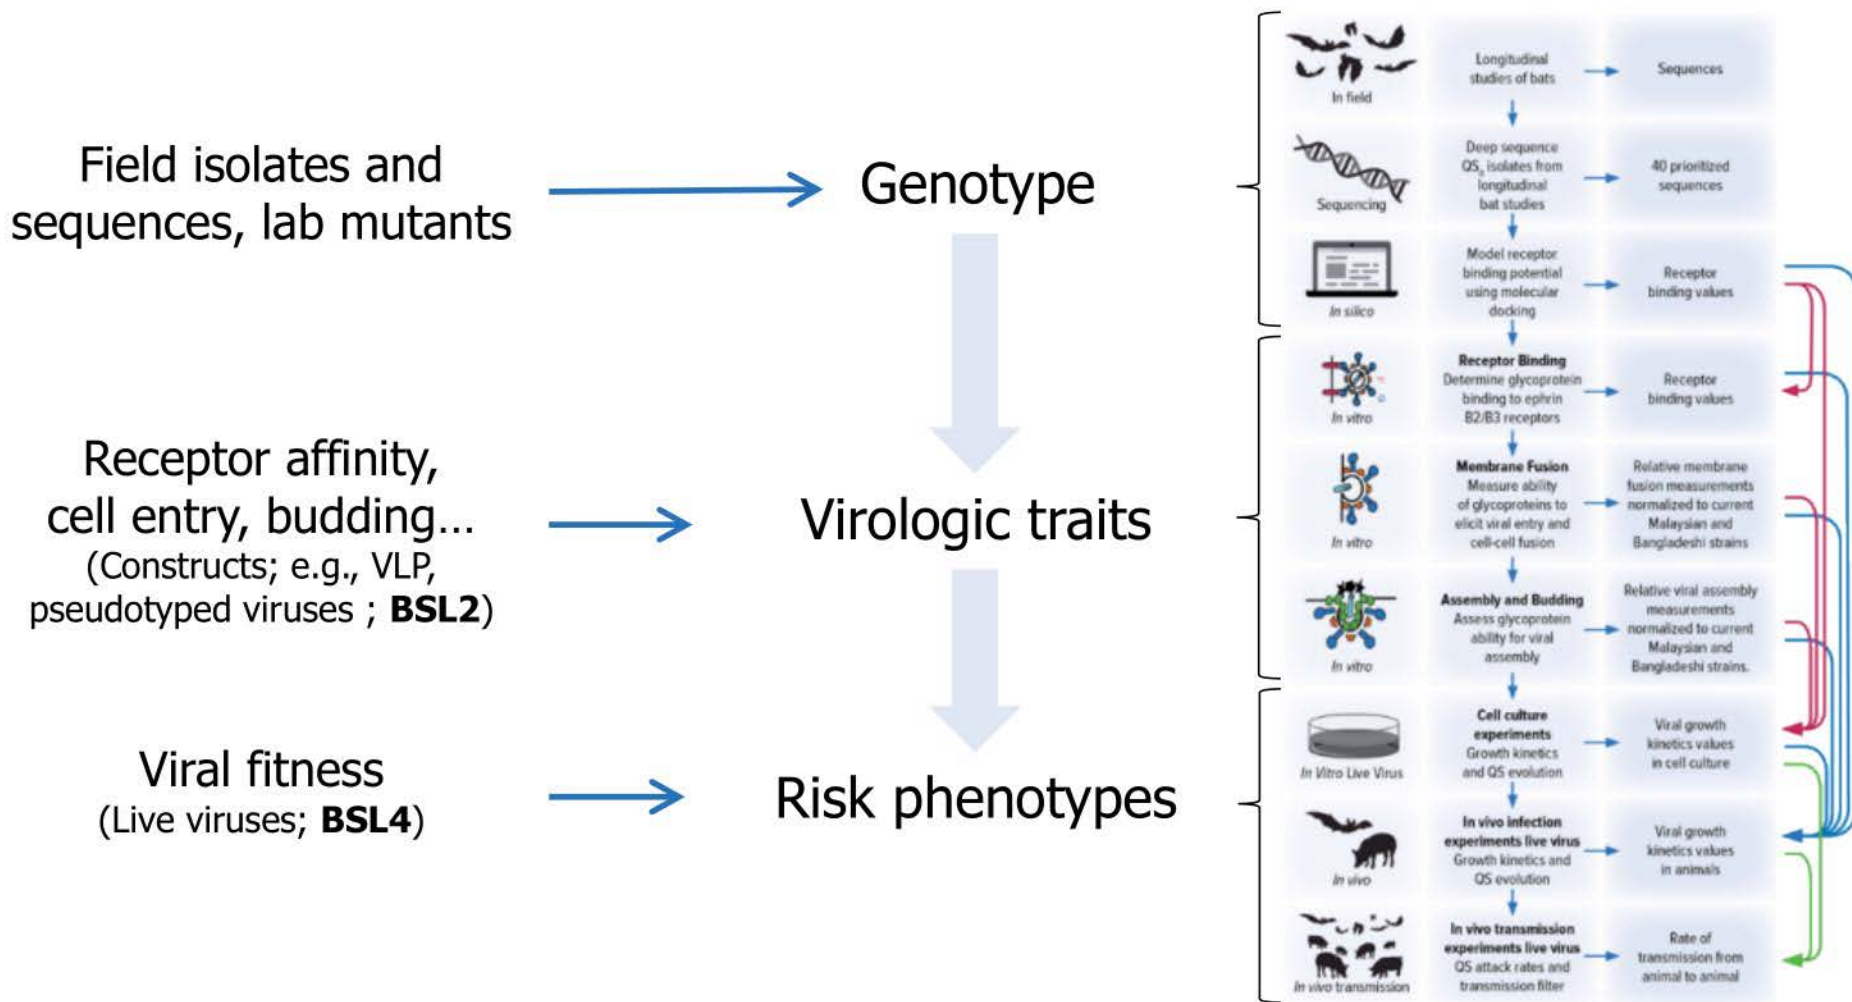 Field isolates and
sequences, lab mutants
Genotype
Receptor affinity,
cell entry, budding...
(Constructs; e.g., VLP,
pseudotyped viruses ; BSL2)
Virologic traits
Viral fitness
(Live viruses; BSL4)
Risk phenotypes
In field
Longitudinal
studies of bats
Sequences
Sequencing
Deep sequence
isolates from
longitudinal
bat studies
40 prioritized
sequences
In silico
Model receptor
binding potential
using molecular
docking
Receptor
binding values
In vitro
Receptor Binding
Determine glycoprotein
binding to ephrin
B2/B3 receptors
Receptor
binding values
In vitro
Membrane Fusion
Measure ability
of glycoproteins to
elicit viral entry and
cell-cell fusion
Relative membrane
fusion measurements
normalized to current
Malaysian and
Bangladeshi strains
In vitro
Assembly and Budding
Assess glycoprotein
ability for viral
assembly
Relative viral assembly
measurements
normalized to current
Malaysian and
Bangladeshi strains.
In Vitro Live Virus
Cell culture
experiments
Growth kinetics
and QS evolution
Viral growth
kinetics values
in cell culture
In vivo
In vivo infection
experiments live virus
Growth kinetics and
QS evolution
Viral growth
kinetics values
in animals
In vivo transmission
In vivo transmission
experiments live virus
QS attack rates and
transmission filter
Rate of
transmission from
animal to animal